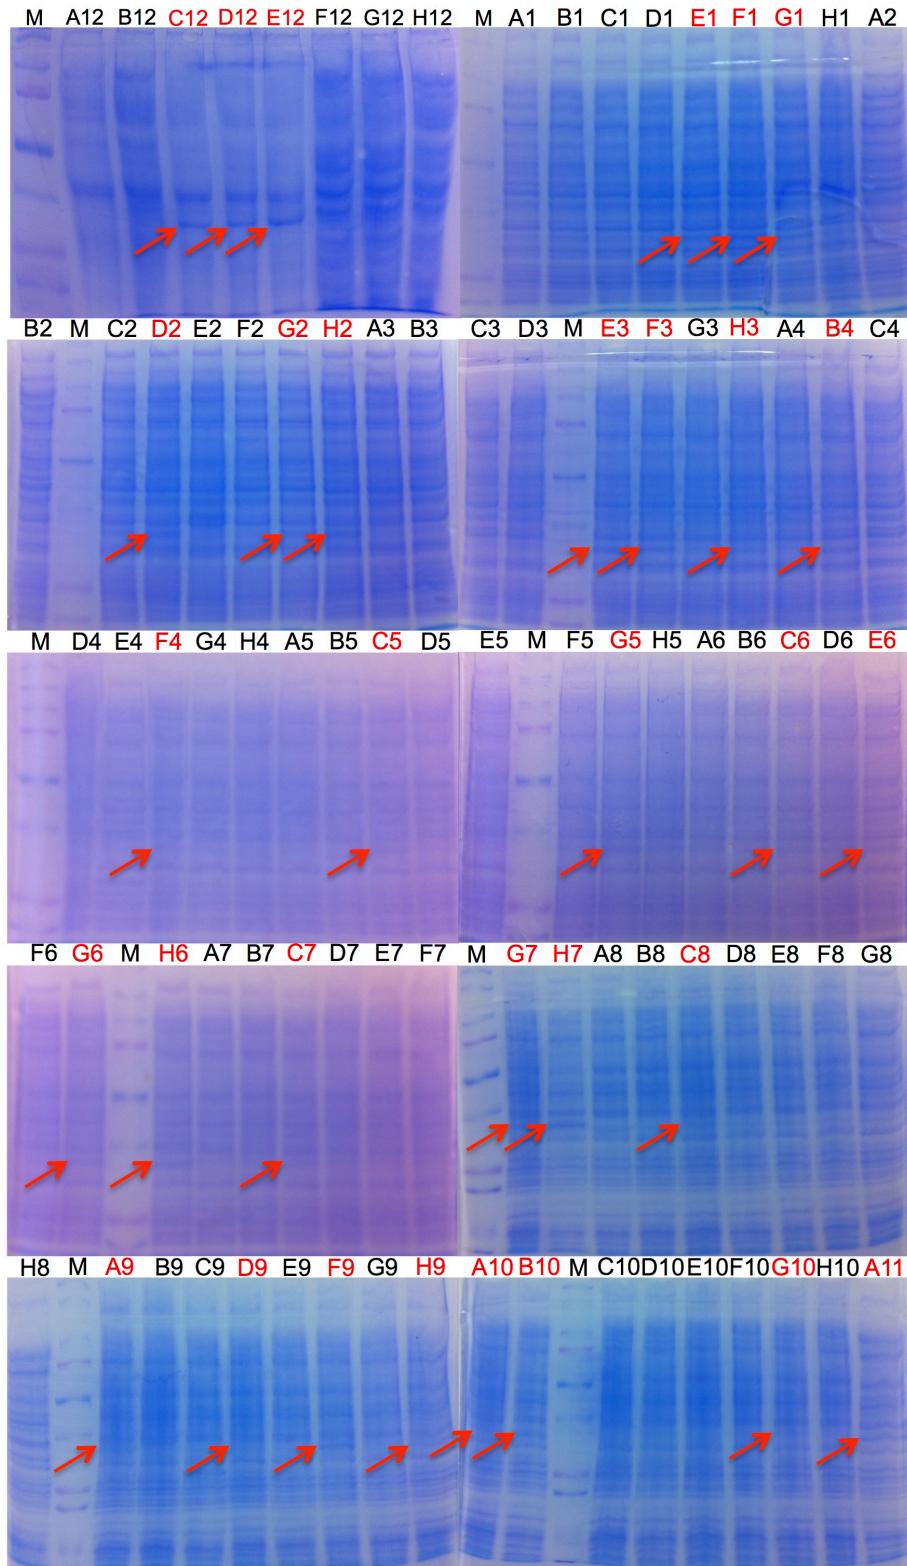 M A12 B12 C12 D12 E12 F12 G12 H12 M A1 B1 C1 D1 E1 F1 G1 H1 A2
B2 M C2 D2 E2 F2 G2 H2 A3 B3 C3 D3 M E3 F3 G3 H3 A4 B4 C4
M D4 E4 F4 G4 H4 A5 B5 C5 D5 E5 M F5 G5 H5 A6 B6 C6 D6 E6
F6 G6 M H6 A7 B7 C7 D7 E7 F7 M G7 H7 A8 B8 C8 D8 E8 F8 G8
H8 M A9 B9 C9 D9 E9 F9 G9 H9 A10 B10 M C10 D10 E10 F10 G10 H10 A11